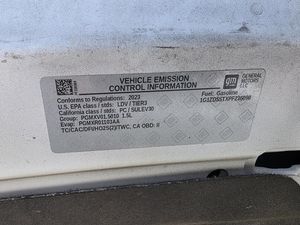 VEHICLE EMISSION
CONTROL INFORMATION
gm
GENERAL
MOTORS
LLC
Conforms to Regulations: 2023
U.S. EPA class / stds: LDV / TIER3
California class / stds: PC / SULEV30
Group: PGMXV01.5010 1.5L
Evap: PGMXR01103AA
TC/CAC/DFI/HO2S(2)/TWC, CA OBD: II
Fuel: Gasoline